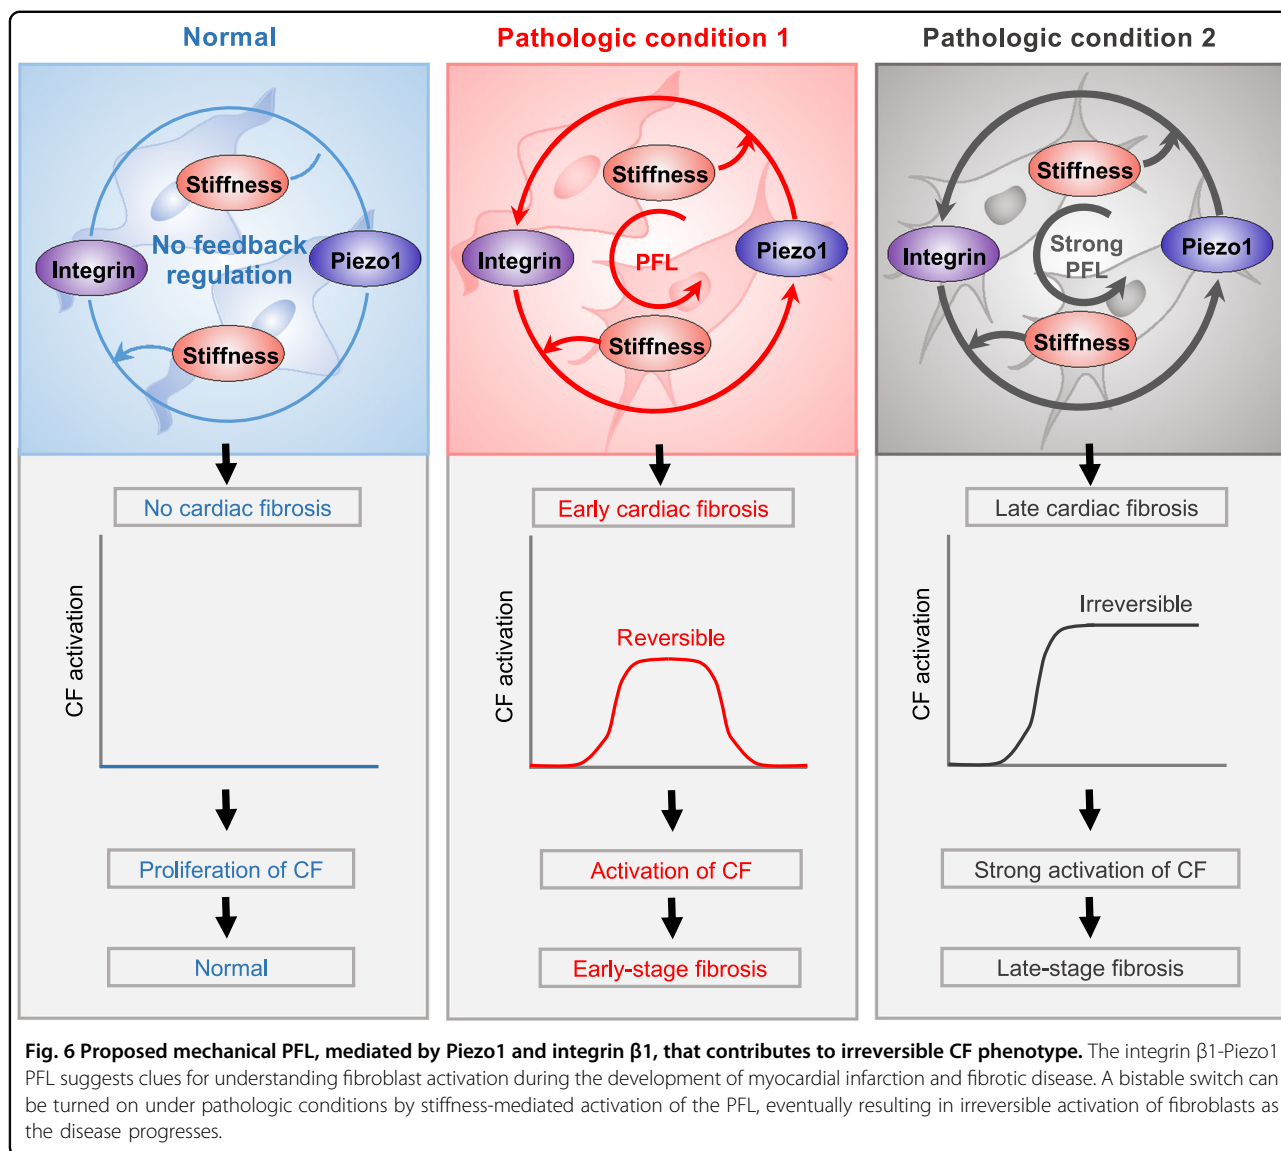 Normal
Pathologic condition 1
Pathologic condition 2
Stiffness
No feedback
regulation
Integrin
Piezo1
Stiffness
Stiffness
Integrin
PFL
Piezo1
Stiffness
Stiffness
Integrin
Strong
PFL
Piezo1
Stiffness
No cardiac fibrosis
Early cardiac fibrosis
Late cardiac fibrosis
CF activation
CF activation
Reversible
CF activation
Irreversible
Proliferation of CF
Activation of CF
Strong activation of CF
Normal
Early-stage fibrosis
Late-stage fibrosis
Fig. 6 Proposed mechanical PFL, mediated by Piezo1 and integrin β1, that contributes to irreversible CF phenotype. The integrin β1-Piezo1
PFL suggests clues for understanding fibroblast activation during the development of myocardial infarction and fibrotic disease. A bistable switch can
be turned on under pathologic conditions by stiffness-mediated activation of the PFL, eventually resulting in irreversible activation of fibroblasts as
the disease progresses.